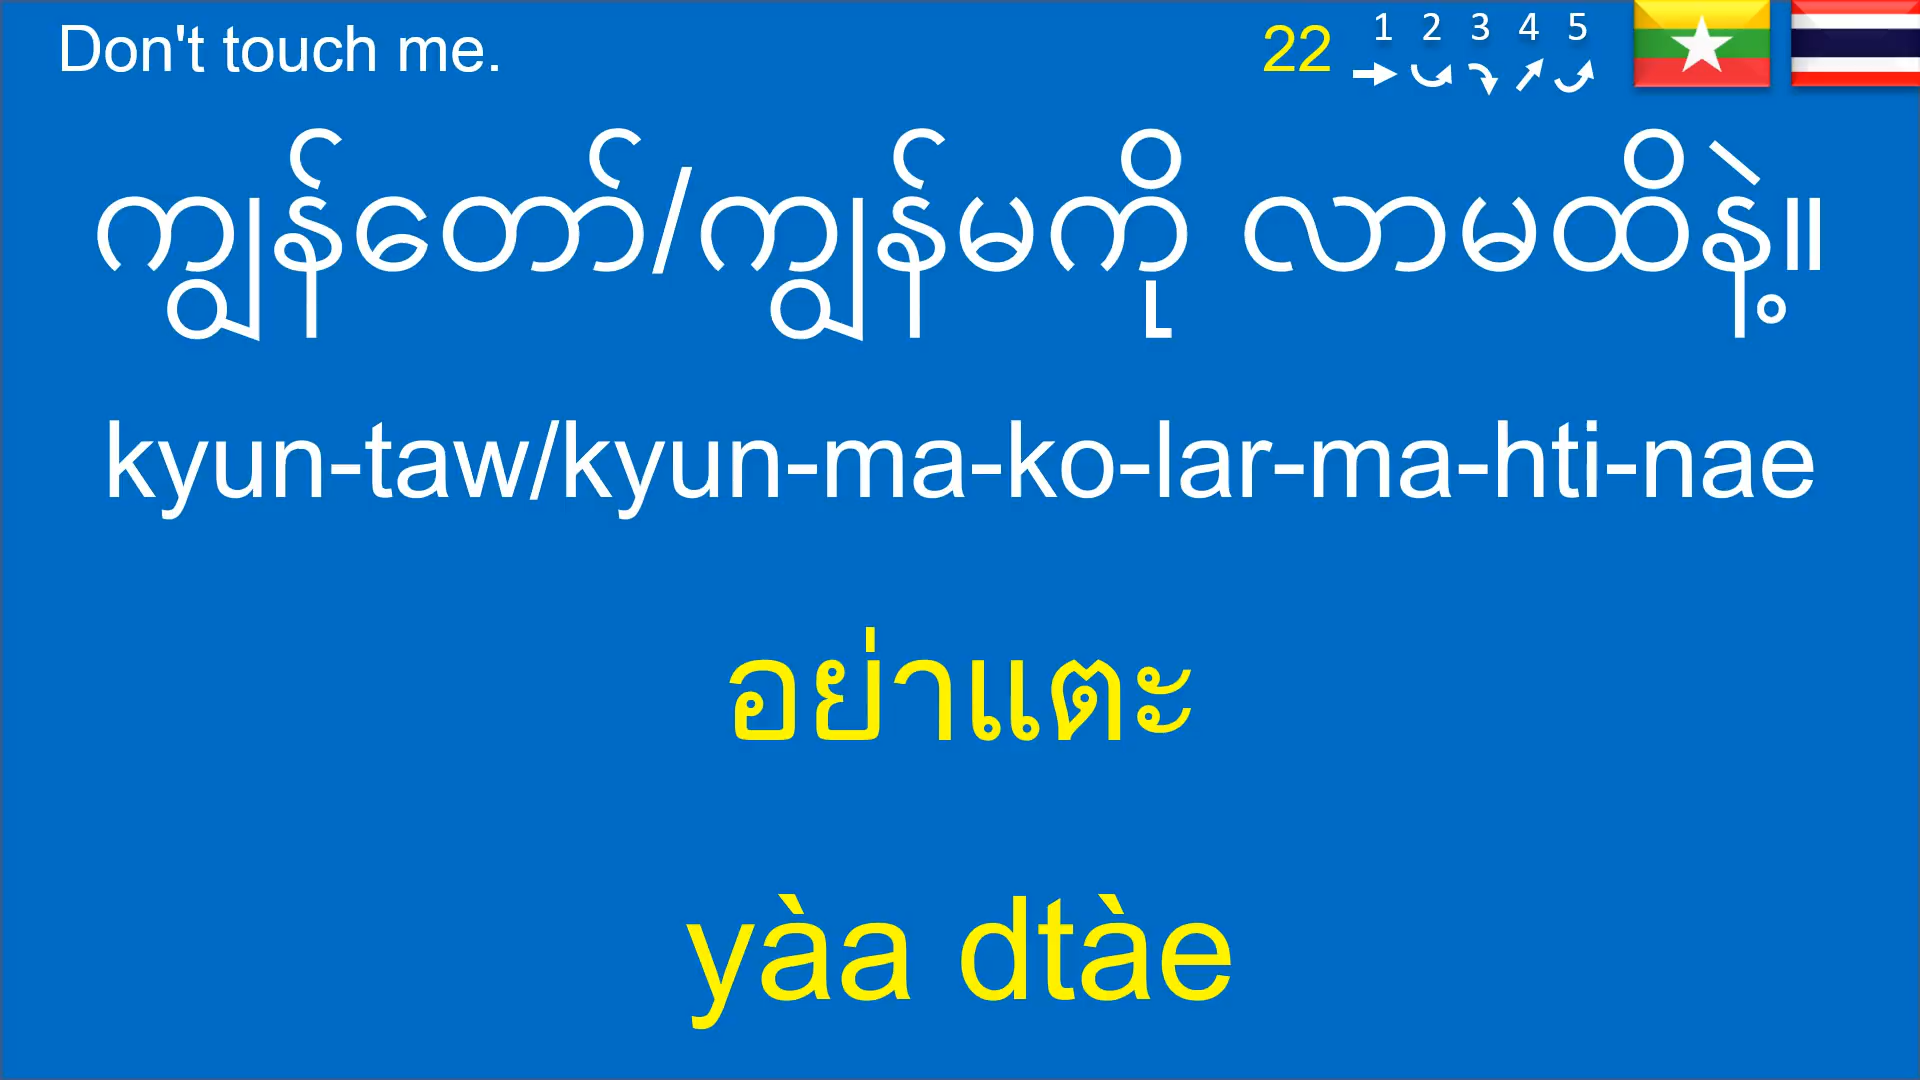 Don't touch me.
22 1 2 3 4 5
ကျွန်တော်/ကျွန်မကို လာမထိနဲ့။
kyun-taw/kyun-ma-ko-lar-ma-hti-nae
อย่าแตะ
yàa dtàe